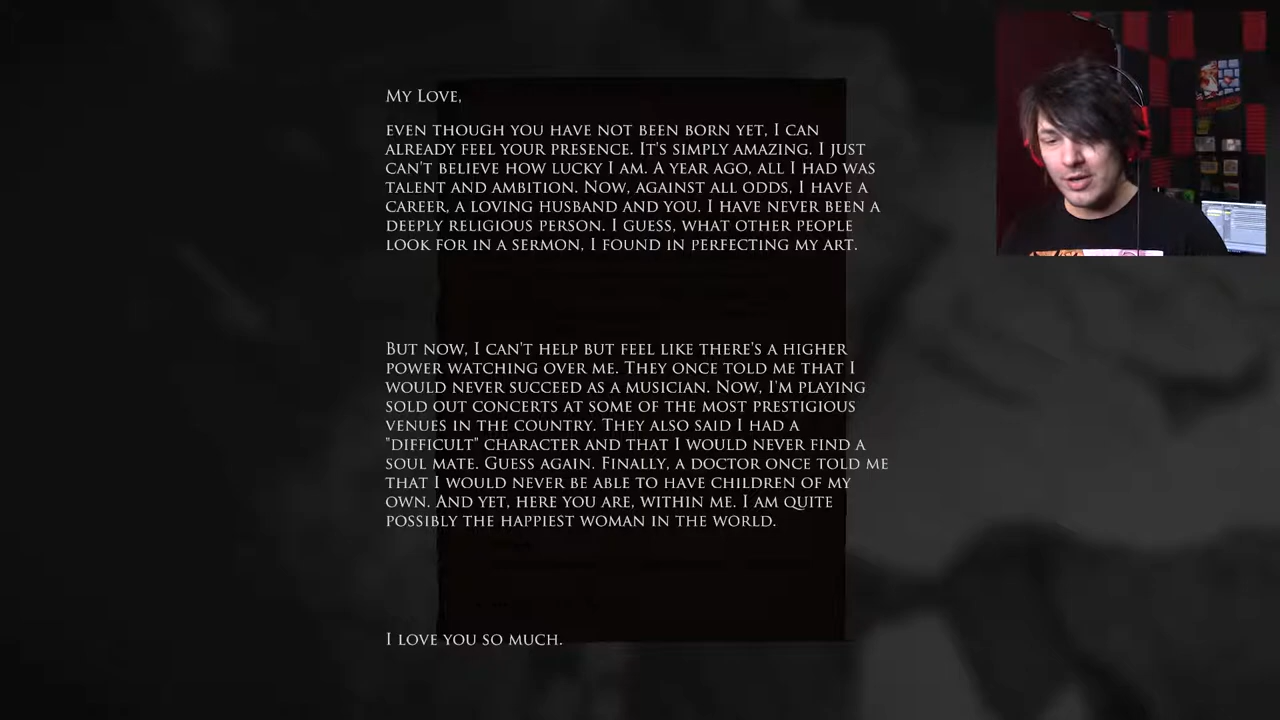 MY LOVE,
EVEN THOUGH YOU HAVE NOT BEEN BORN YET, I CAN
ALREADY FEEL YOUR PRESENCE. IT'S SIMPLY AMAZING. I JUST
CAN'T BELIEVE HOW LUCKY I AM. A YEAR AGO, ALL I HAD WAS
TALENT AND AMBITION. NOW, AGAINST ALL ODDS, I HAVE A
CAREER, A LOVING HUSBAND AND YOU. I HAVE NEVER BEEN A
DEEPLY RELIGIOUS PERSON. I GUESS, WHAT OTHER PEOPLE
LOOK FOR IN A SERMON, I FOUND IN PERFECTING MY ART.
BUT NOW, I CAN'T HELP BUT FEEL LIKE THERE'S A HIGHER
POWER WATCHING OVER ME. THEY ONCE TOLD ME THAT I
WOULD NEVER SUCCEED AS A MUSICIAN. NOW, I'M PLAYING
SOLD OUT CONCERTS AT SOME OF THE MOST PRESTIGIOUS
VENUES IN THE COUNTRY. THEY ALSO SAID I HAD A
"DIFFICULT" CHARACTER AND THAT I WOULD NEVER FIND A
SOUL MATE. GUESS AGAIN. FINALLY, A DOCTOR ONCE TOLD ME
THAT I WOULD NEVER BE ABLE TO HAVE CHILDREN OF MY
OWN. AND YET, HERE YOU ARE, WITHIN ME. I AM QUITE
POSSIBLY THE HAPPIEST WOMAN IN THE WORLD.
I LOVE YOU SO MUCH.